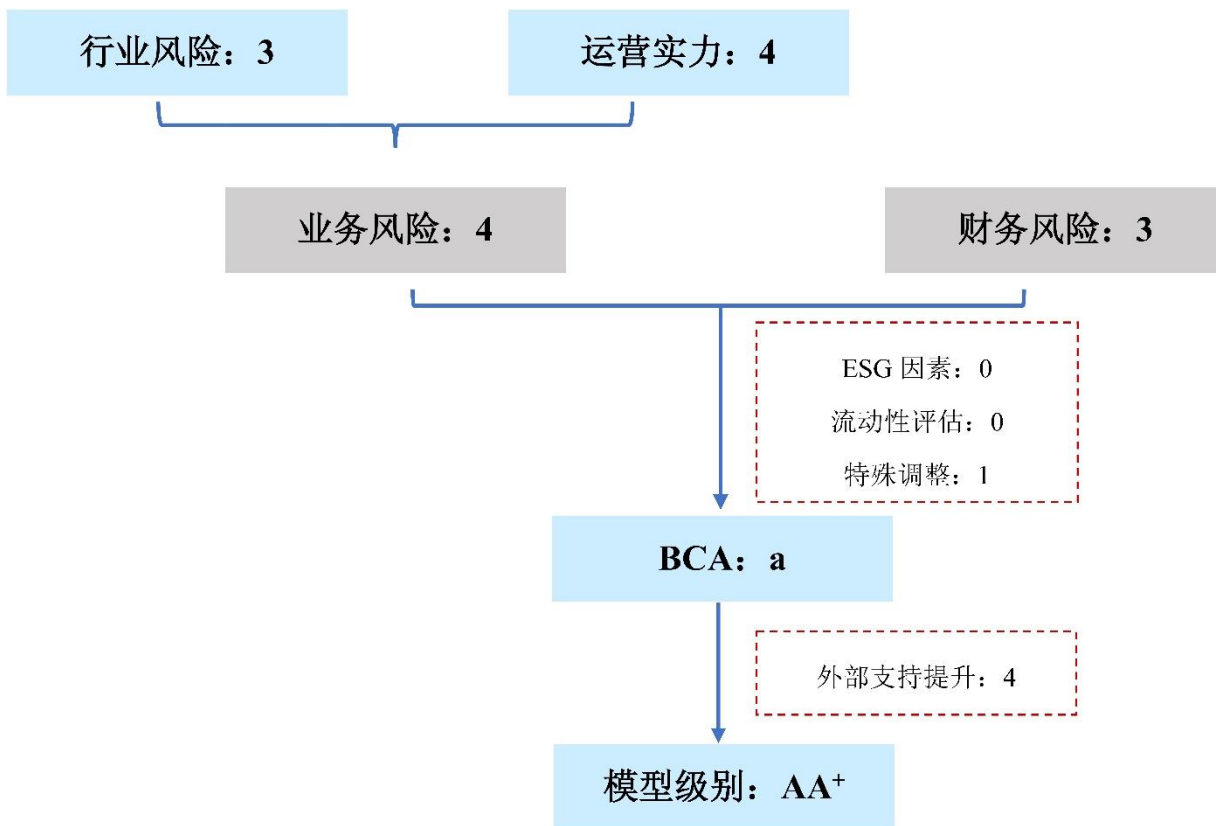 行业风险：3
运营实力：4
业务风险：4
财务风险：3
ESG 因素：0
流动性评估：0
特殊调整：1
BCA：a
外部支持提升：4
模型级别：AA⁺